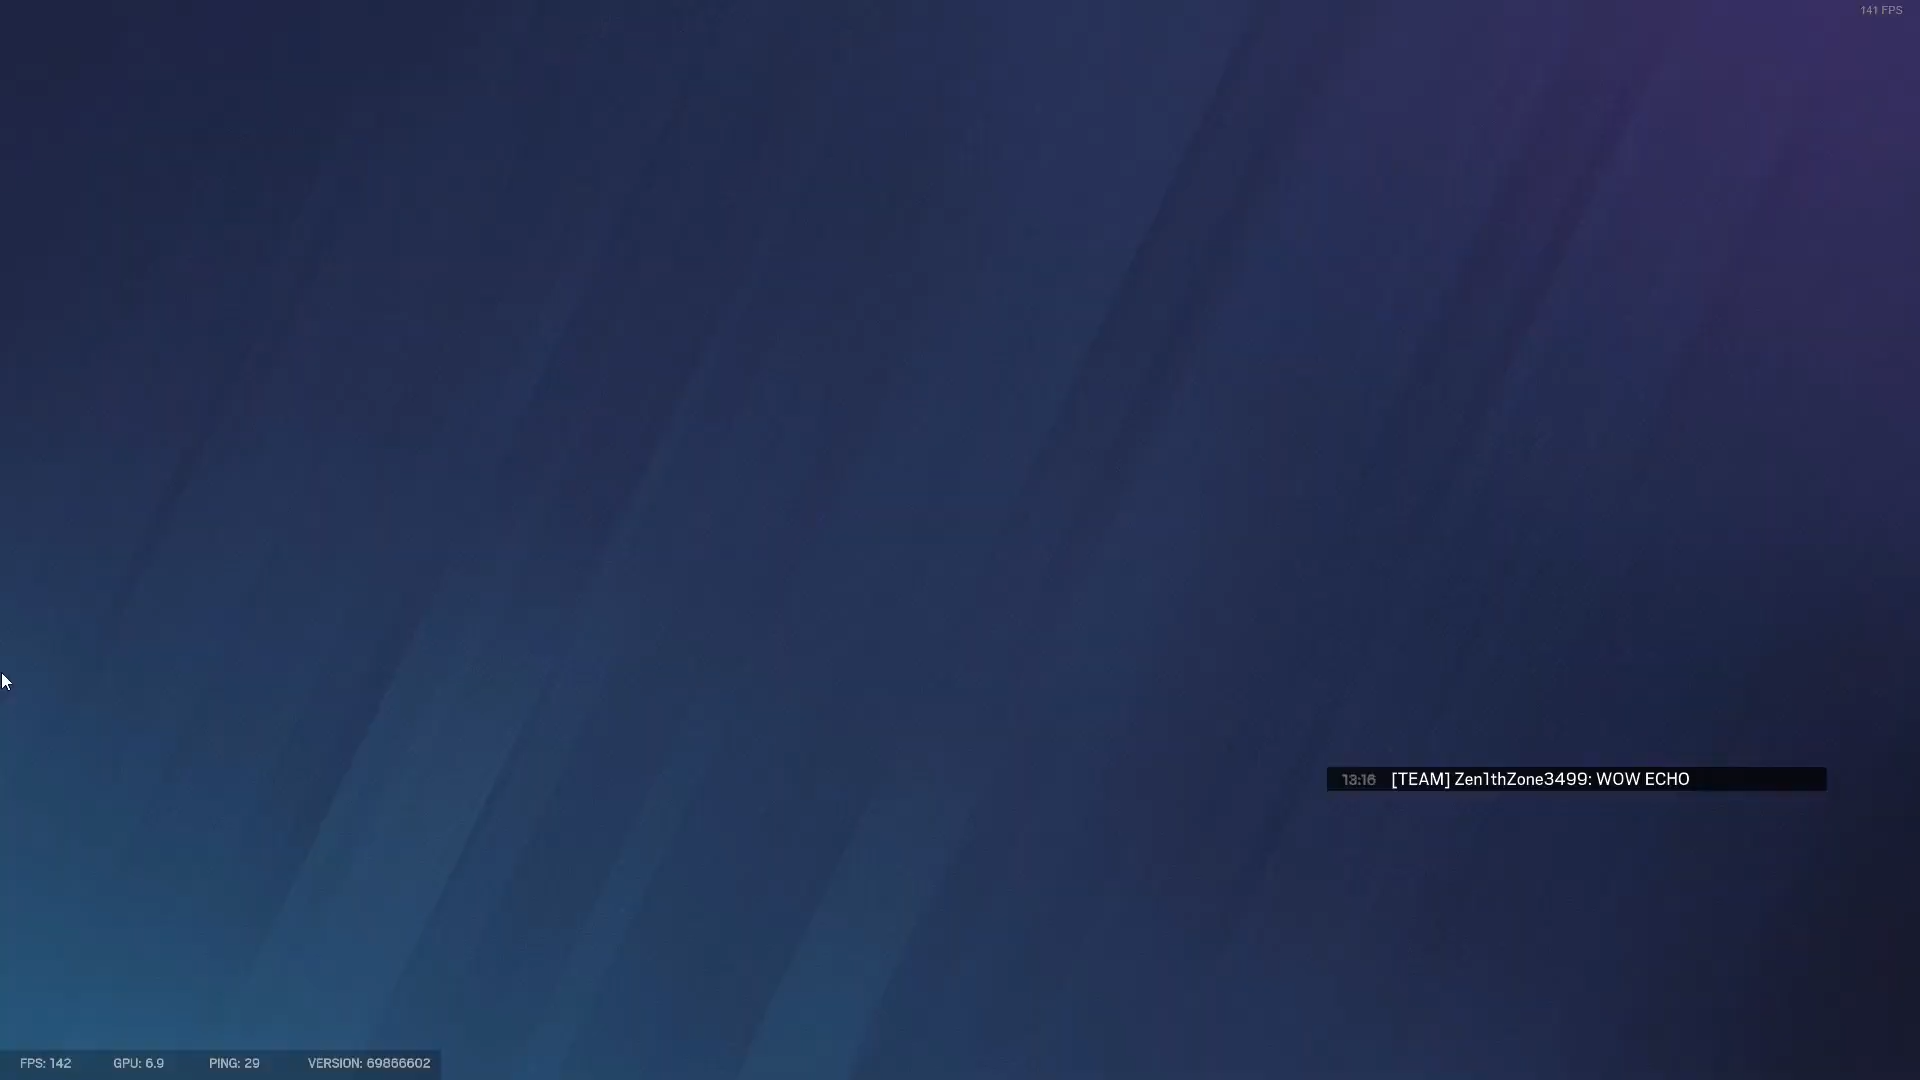 141 FPS
13:16 [TEAM] Zen1thZone3499: WOW ECHO
FPS: 142 GPU: 6.9 PING: 29 VERSION: 69866602